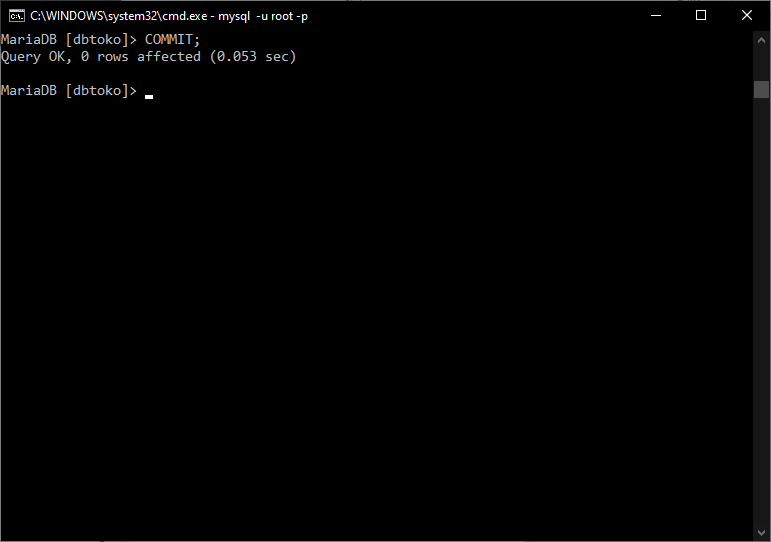 C:\WINDOWS\system32\cmd.exe - mysql  -u root -p
MariaDB [dbtoko]> COMMIT;
Query OK, 0 rows affected (0.053 sec)
MariaDB [dbtoko]>